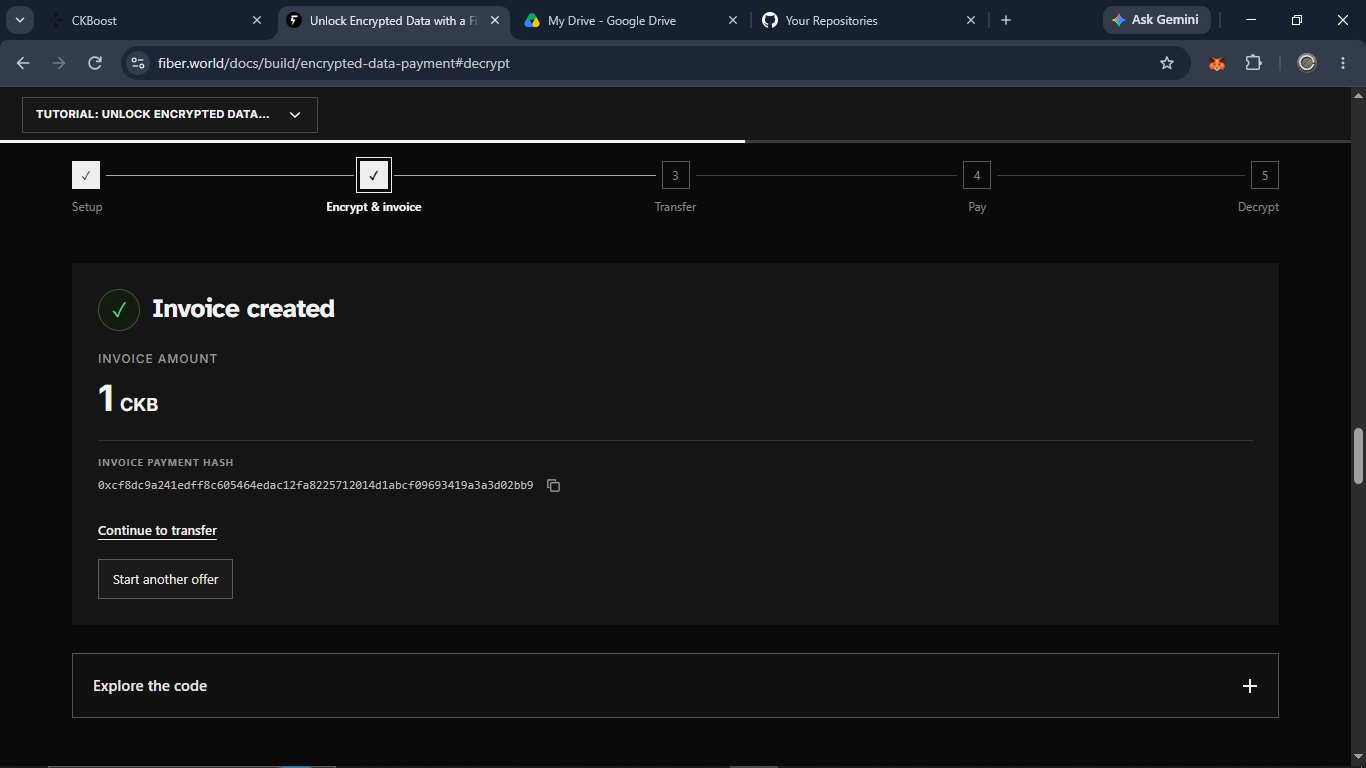 CKBoost
Unlock Encrypted Data with a Fi
My Drive - Google Drive
Your Repositories
Ask Gemini
fiber.world/docs/build/encrypted-data-payment#decrypt
TUTORIAL: UNLOCK ENCRYPTED DATA...
3
4
5
Setup
Encrypt & invoice
Transfer
Pay
Decrypt
Invoice created
INVOICE AMOUNT
1 CKB
INVOICE PAYMENT HASH
0xcf8dc9a241edff8c605464edac12fa8225712014d1abcf09693419a3a3d02bb9
Continue to transfer
Start another offer
Explore the code